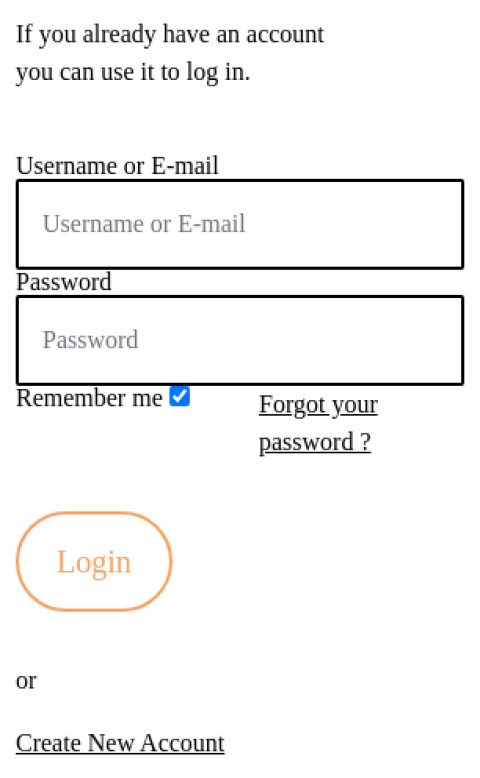 If you already have an account
you can use it to log in.
Username or E-mail
Username or E-mail
Password
Password
Remember me
Forgot your
password ?
Login
or
Create New Account